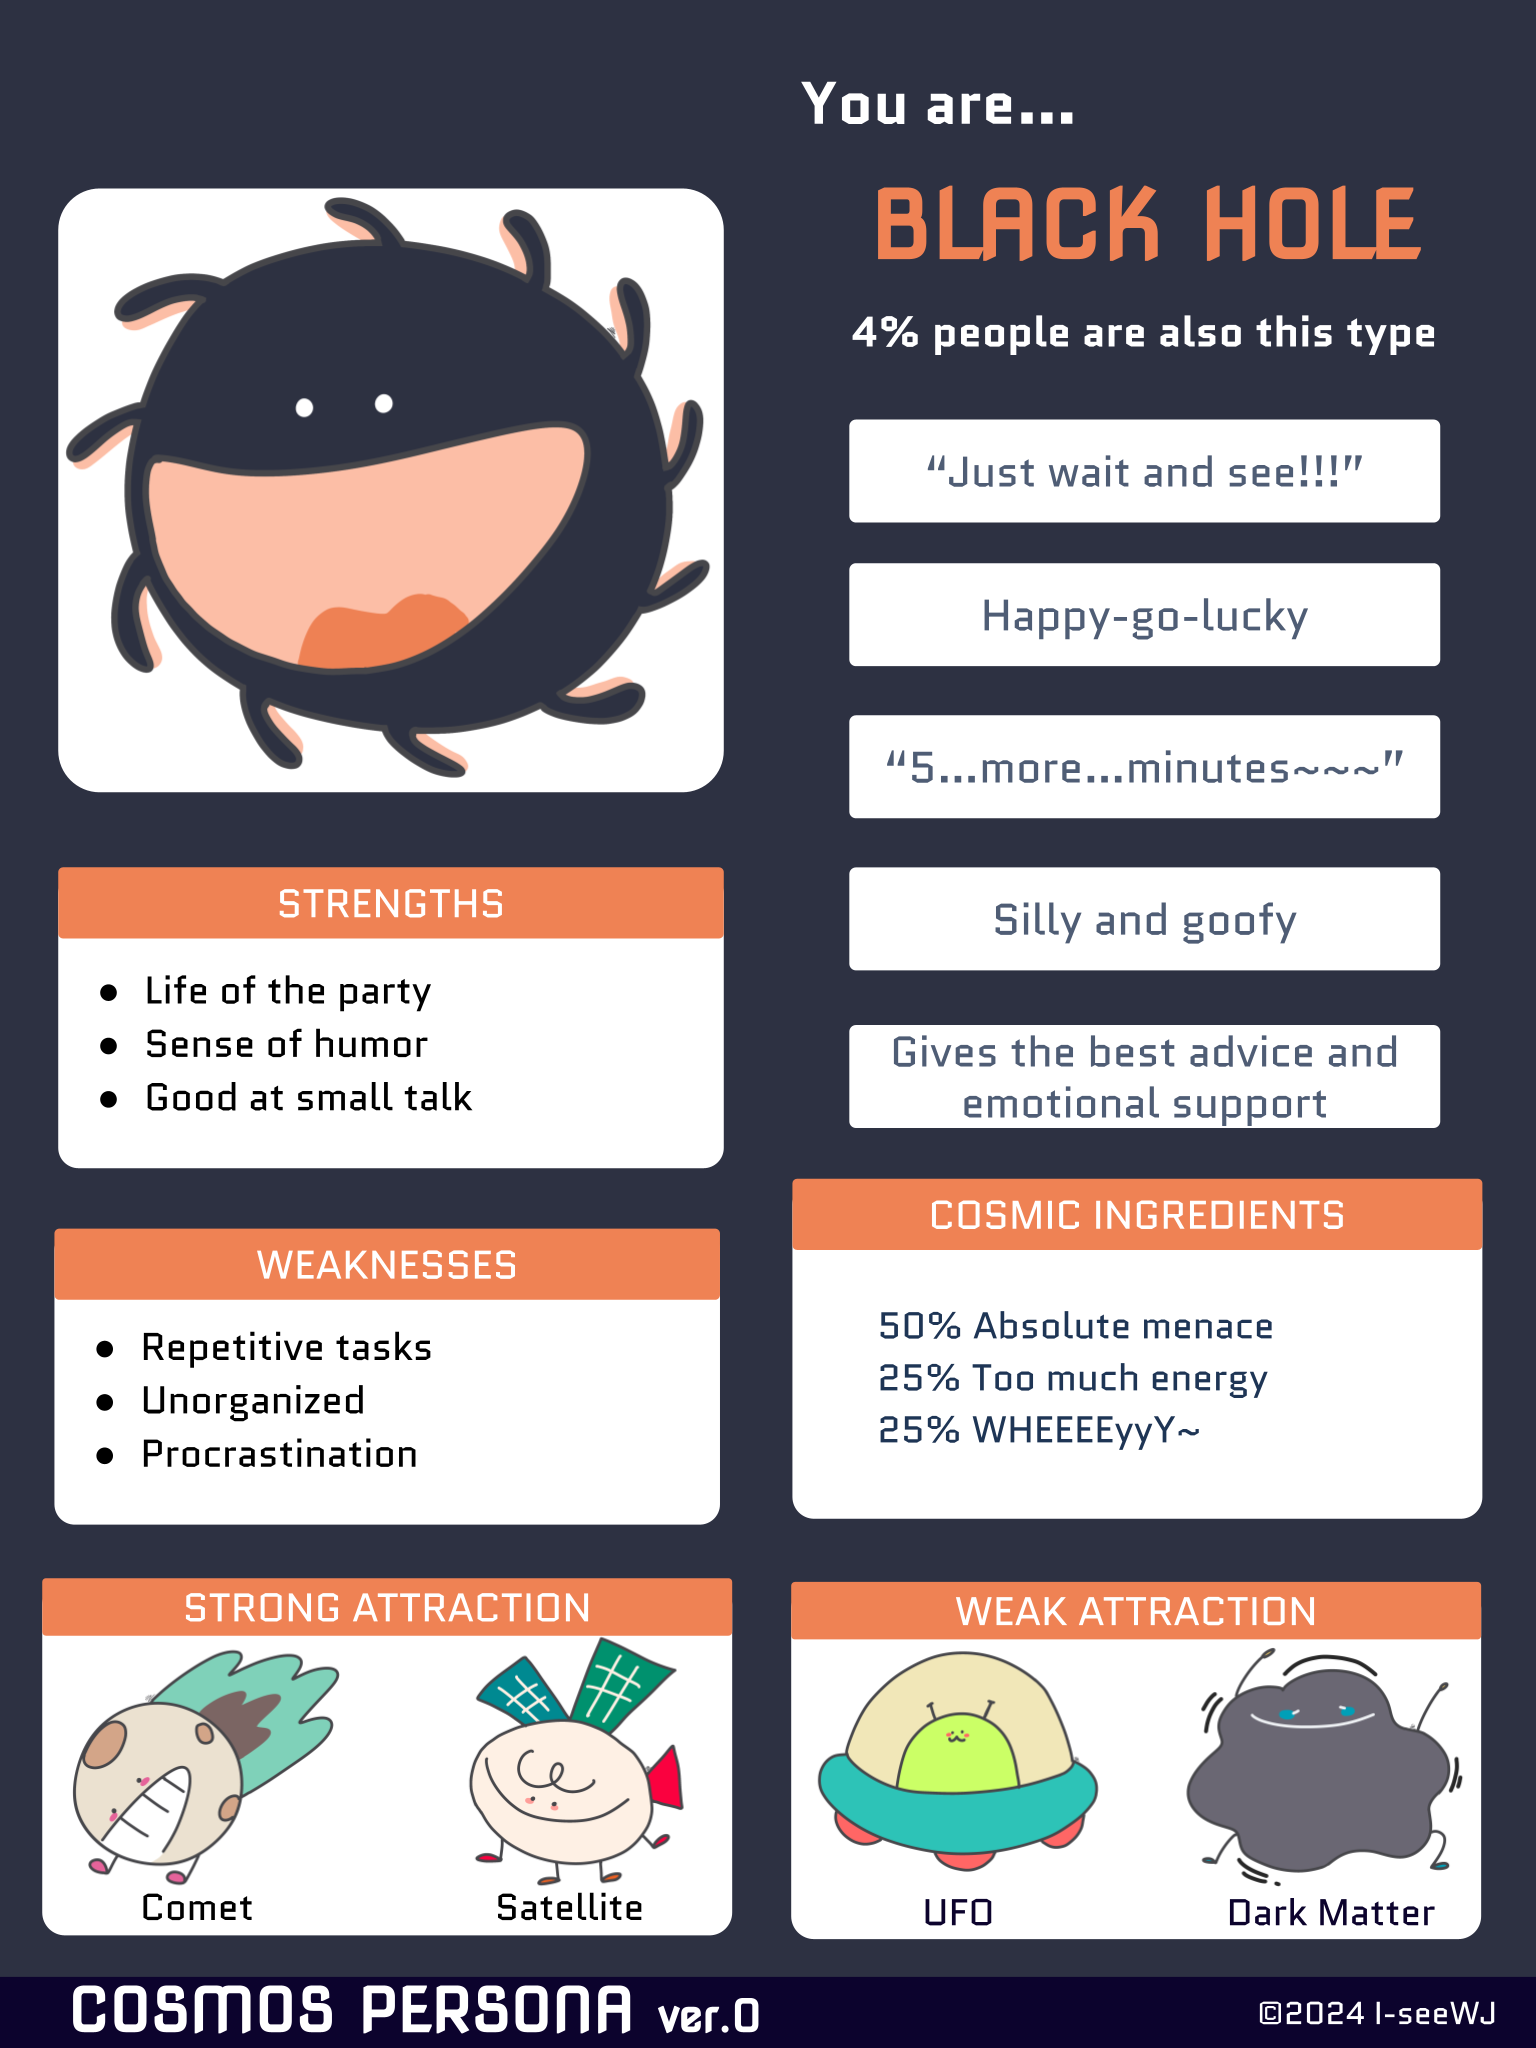 You are...
BLACK HOLE
4% people are also this type
“Just wait and see!!!”
Happy-go-lucky
“5...more...minutes~~~”
Silly and goofy
Gives the best advice and
emotional support
STRENGTHS
● Life of the party
● Sense of humor
● Good at small talk
WEAKNESSES
● Repetitive tasks
● Unorganized
● Procrastination
COSMIC INGREDIENTS
50% Absolute menace
25% Too much energy
25% WHEEEEyyY~
STRONG ATTRACTION
Comet
Satellite
WEAK ATTRACTION
UFO
Dark Matter
COSMOS PERSONA ver.0
©2024 I-seeWJ